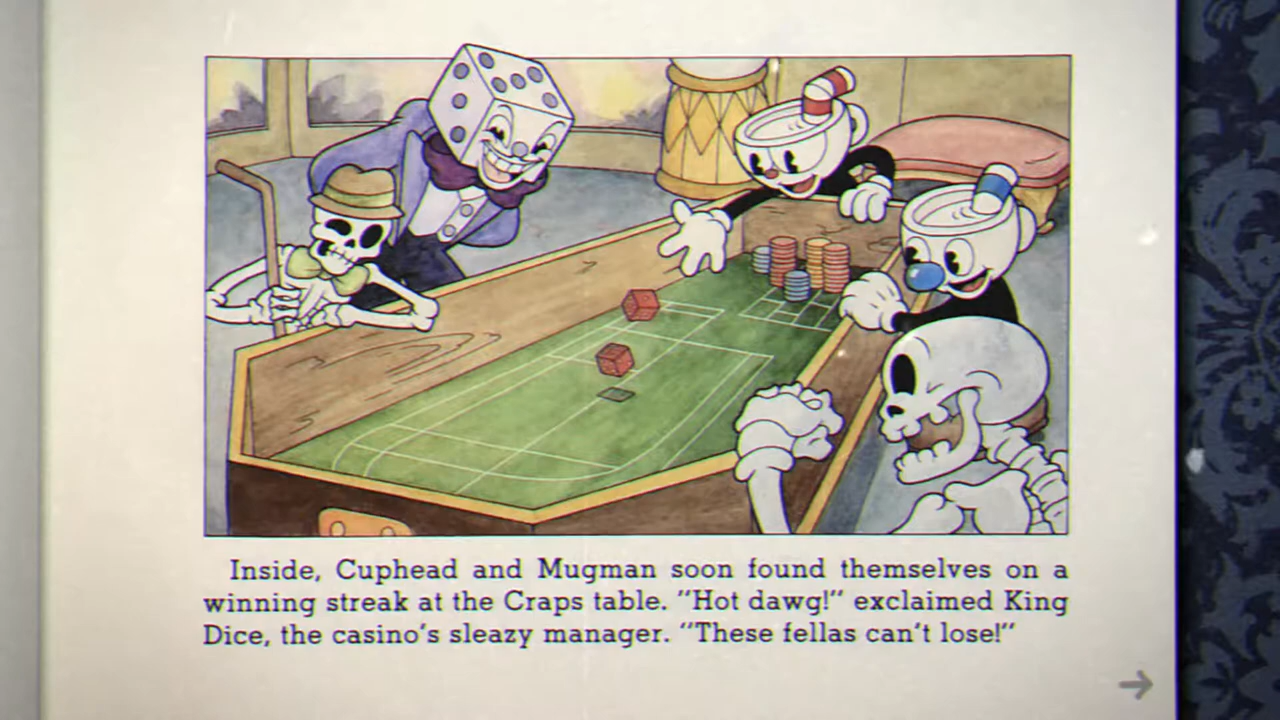 Inside, Cuphead and Mugman soon found themselves on a
winning streak at the Craps table. "Hot dawg!" exclaimed King
Dice, the casino's sleazy manager. "These fellas can't lose!"